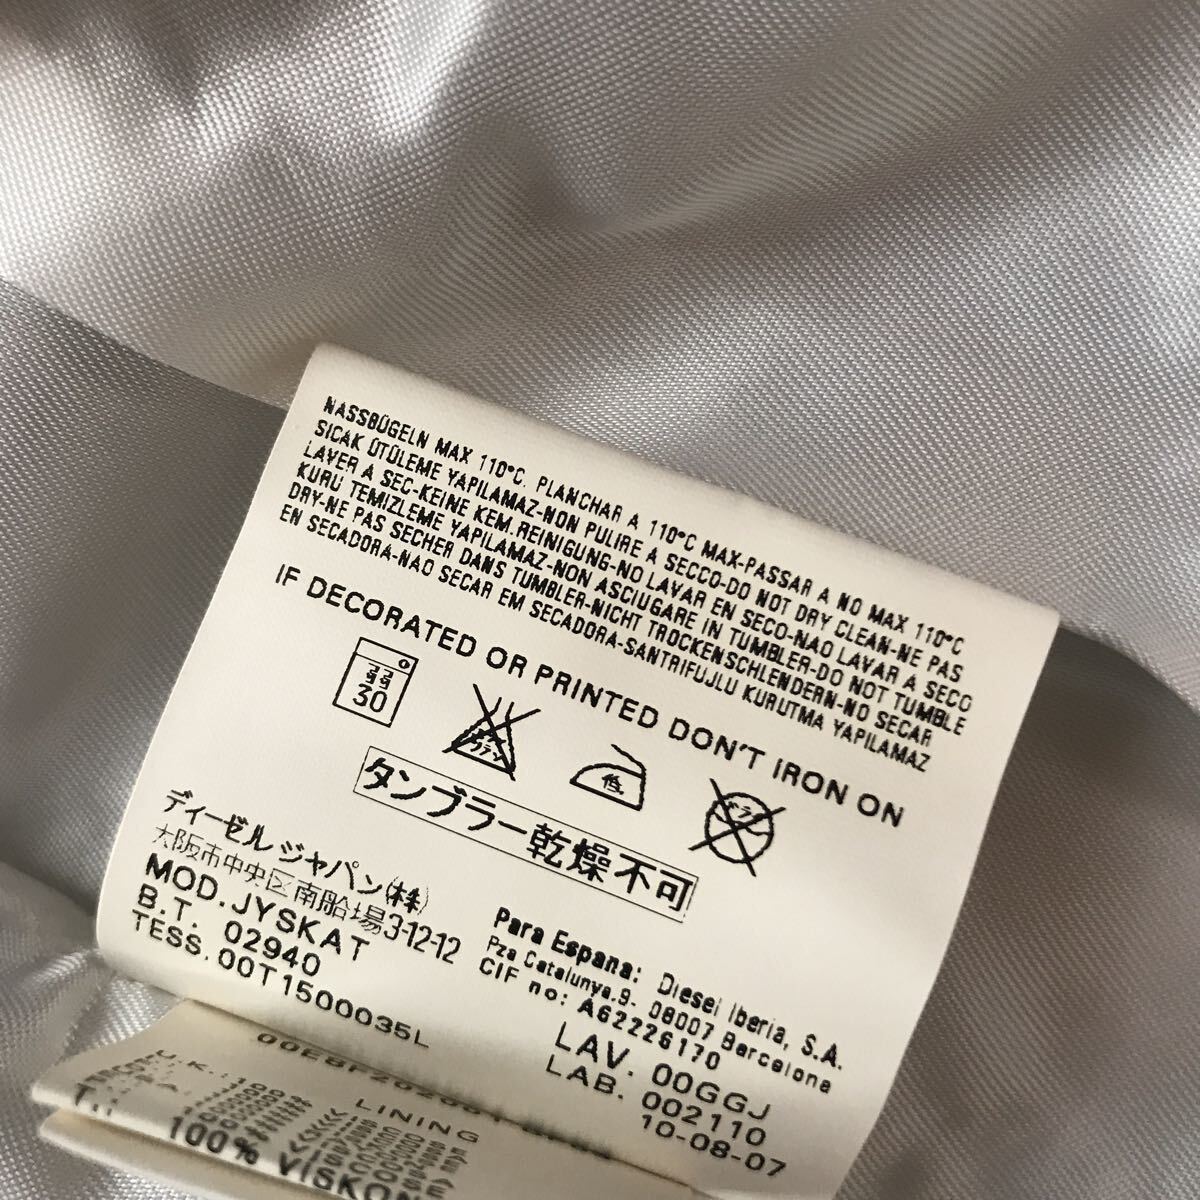 NASSBÜGELN MAX 110°C. PLANCHAR A 110°C MAX-PASSAR A NO MAX 110°C
SICAK ÜTÜLEME YAPILAMAZ-NON PULIRE A SECCO-DO NOT DRY CLEAN-NE PAS
LAVER A SEC-KEINE KEM.REINIGUNG-NO LAVAR EN SECO-NAO LAVAR A SECO
KURU TEMIZLEME YAPILAMAZ-NON ASCIUGARE IN TUMBLER-DO NOT TUMBLE
DRY-NE PAS SECHER DANS TUMBLER-NICHT TROCKENSCHLENDERN-NO SECAR
EN SECADORA-NAO SECAR EM SECADORA-SANTRIFUJLU KURUTMA YAPILAMAZ
IF DECORATED OR PRINTED DON'T IRON ON
30
低
ドライ
タンブラー乾燥不可
ディーゼルジャパン(株)
大阪市中央区南船場3-12-12
MOD.JYSKAT
B.T. 02940
TESS.00T1500035L
Para Espana: Diesel Iberia, S.A.
Pza Catalunya,9- 08007 Barcelona
CIF no: A62226170
LAV. 00GGJ
LAB. 002110
10-08-07
LINING
100%